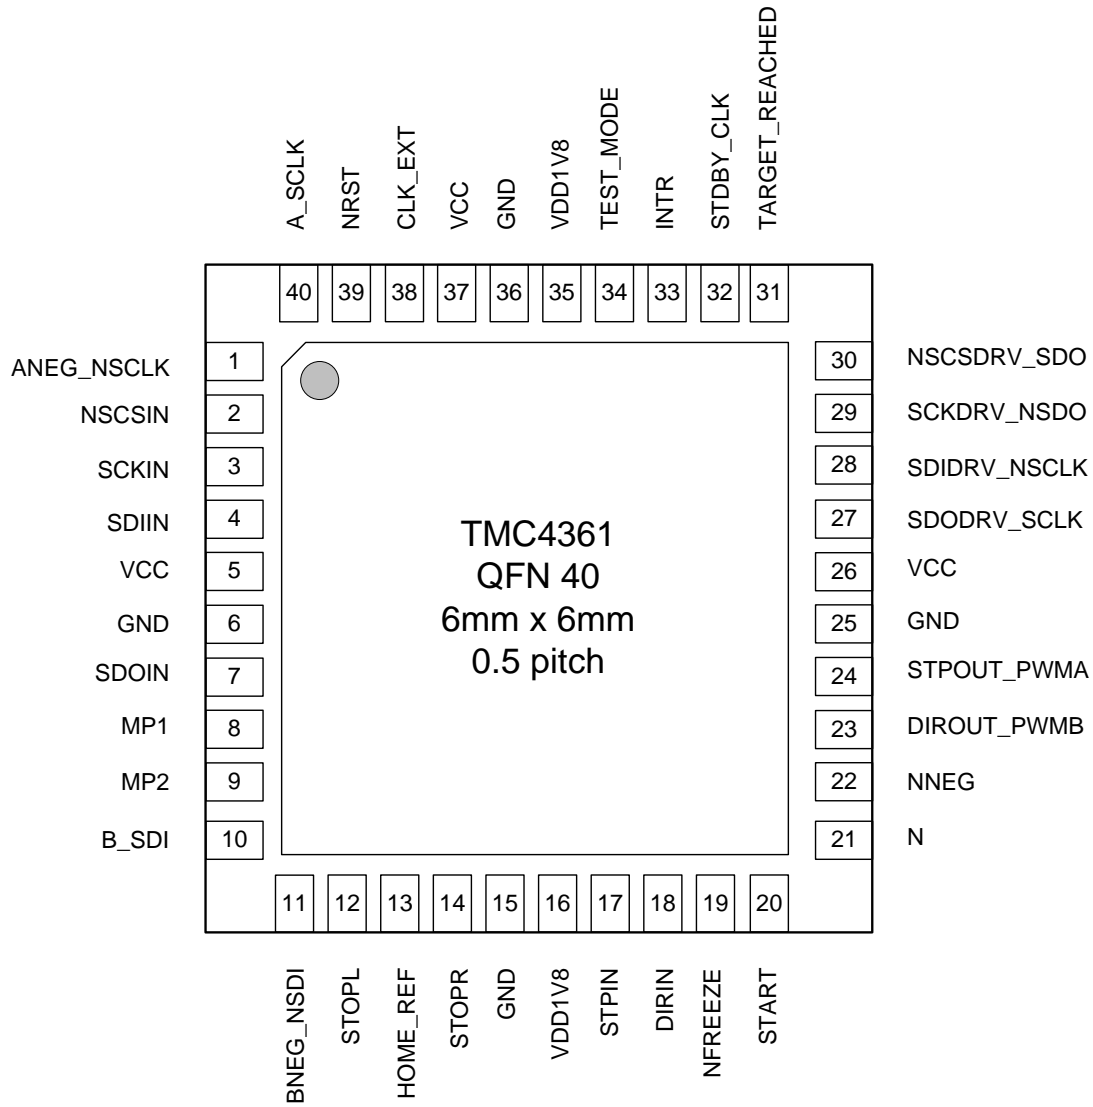 A_SCLK
NRST
CLK_EXT
VCC
GND
VDD1V8
TEST_MODE
INTR
STDBY_CLK
TARGET_REACHED
40 39 38 37 36 35 34 33 32 31
ANEG_NSCLK 1
NSCSIN 2
SCKIN 3
SDIIN 4
VCC 5
GND 6
SDOIN 7
MP1 8
MP2 9
B_SDI 10
TMC4361
QFN 40
6mm x 6mm
0.5 pitch
30 NSCSDRV_SDO
29 SCKDRV_NSDO
28 SDIDRV_NSCLK
27 SDODRV_SCLK
26 VCC
25 GND
24 STPOUT_PWMA
23 DIROUT_PWMB
22 NNEG
21 N
11 12 13 14 15 16 17 18 19 20
BNEG_NSDI
STOPL
HOME_REF
STOPR
GND
VDD1V8
STPIN
DIRIN
NFREEZE
START